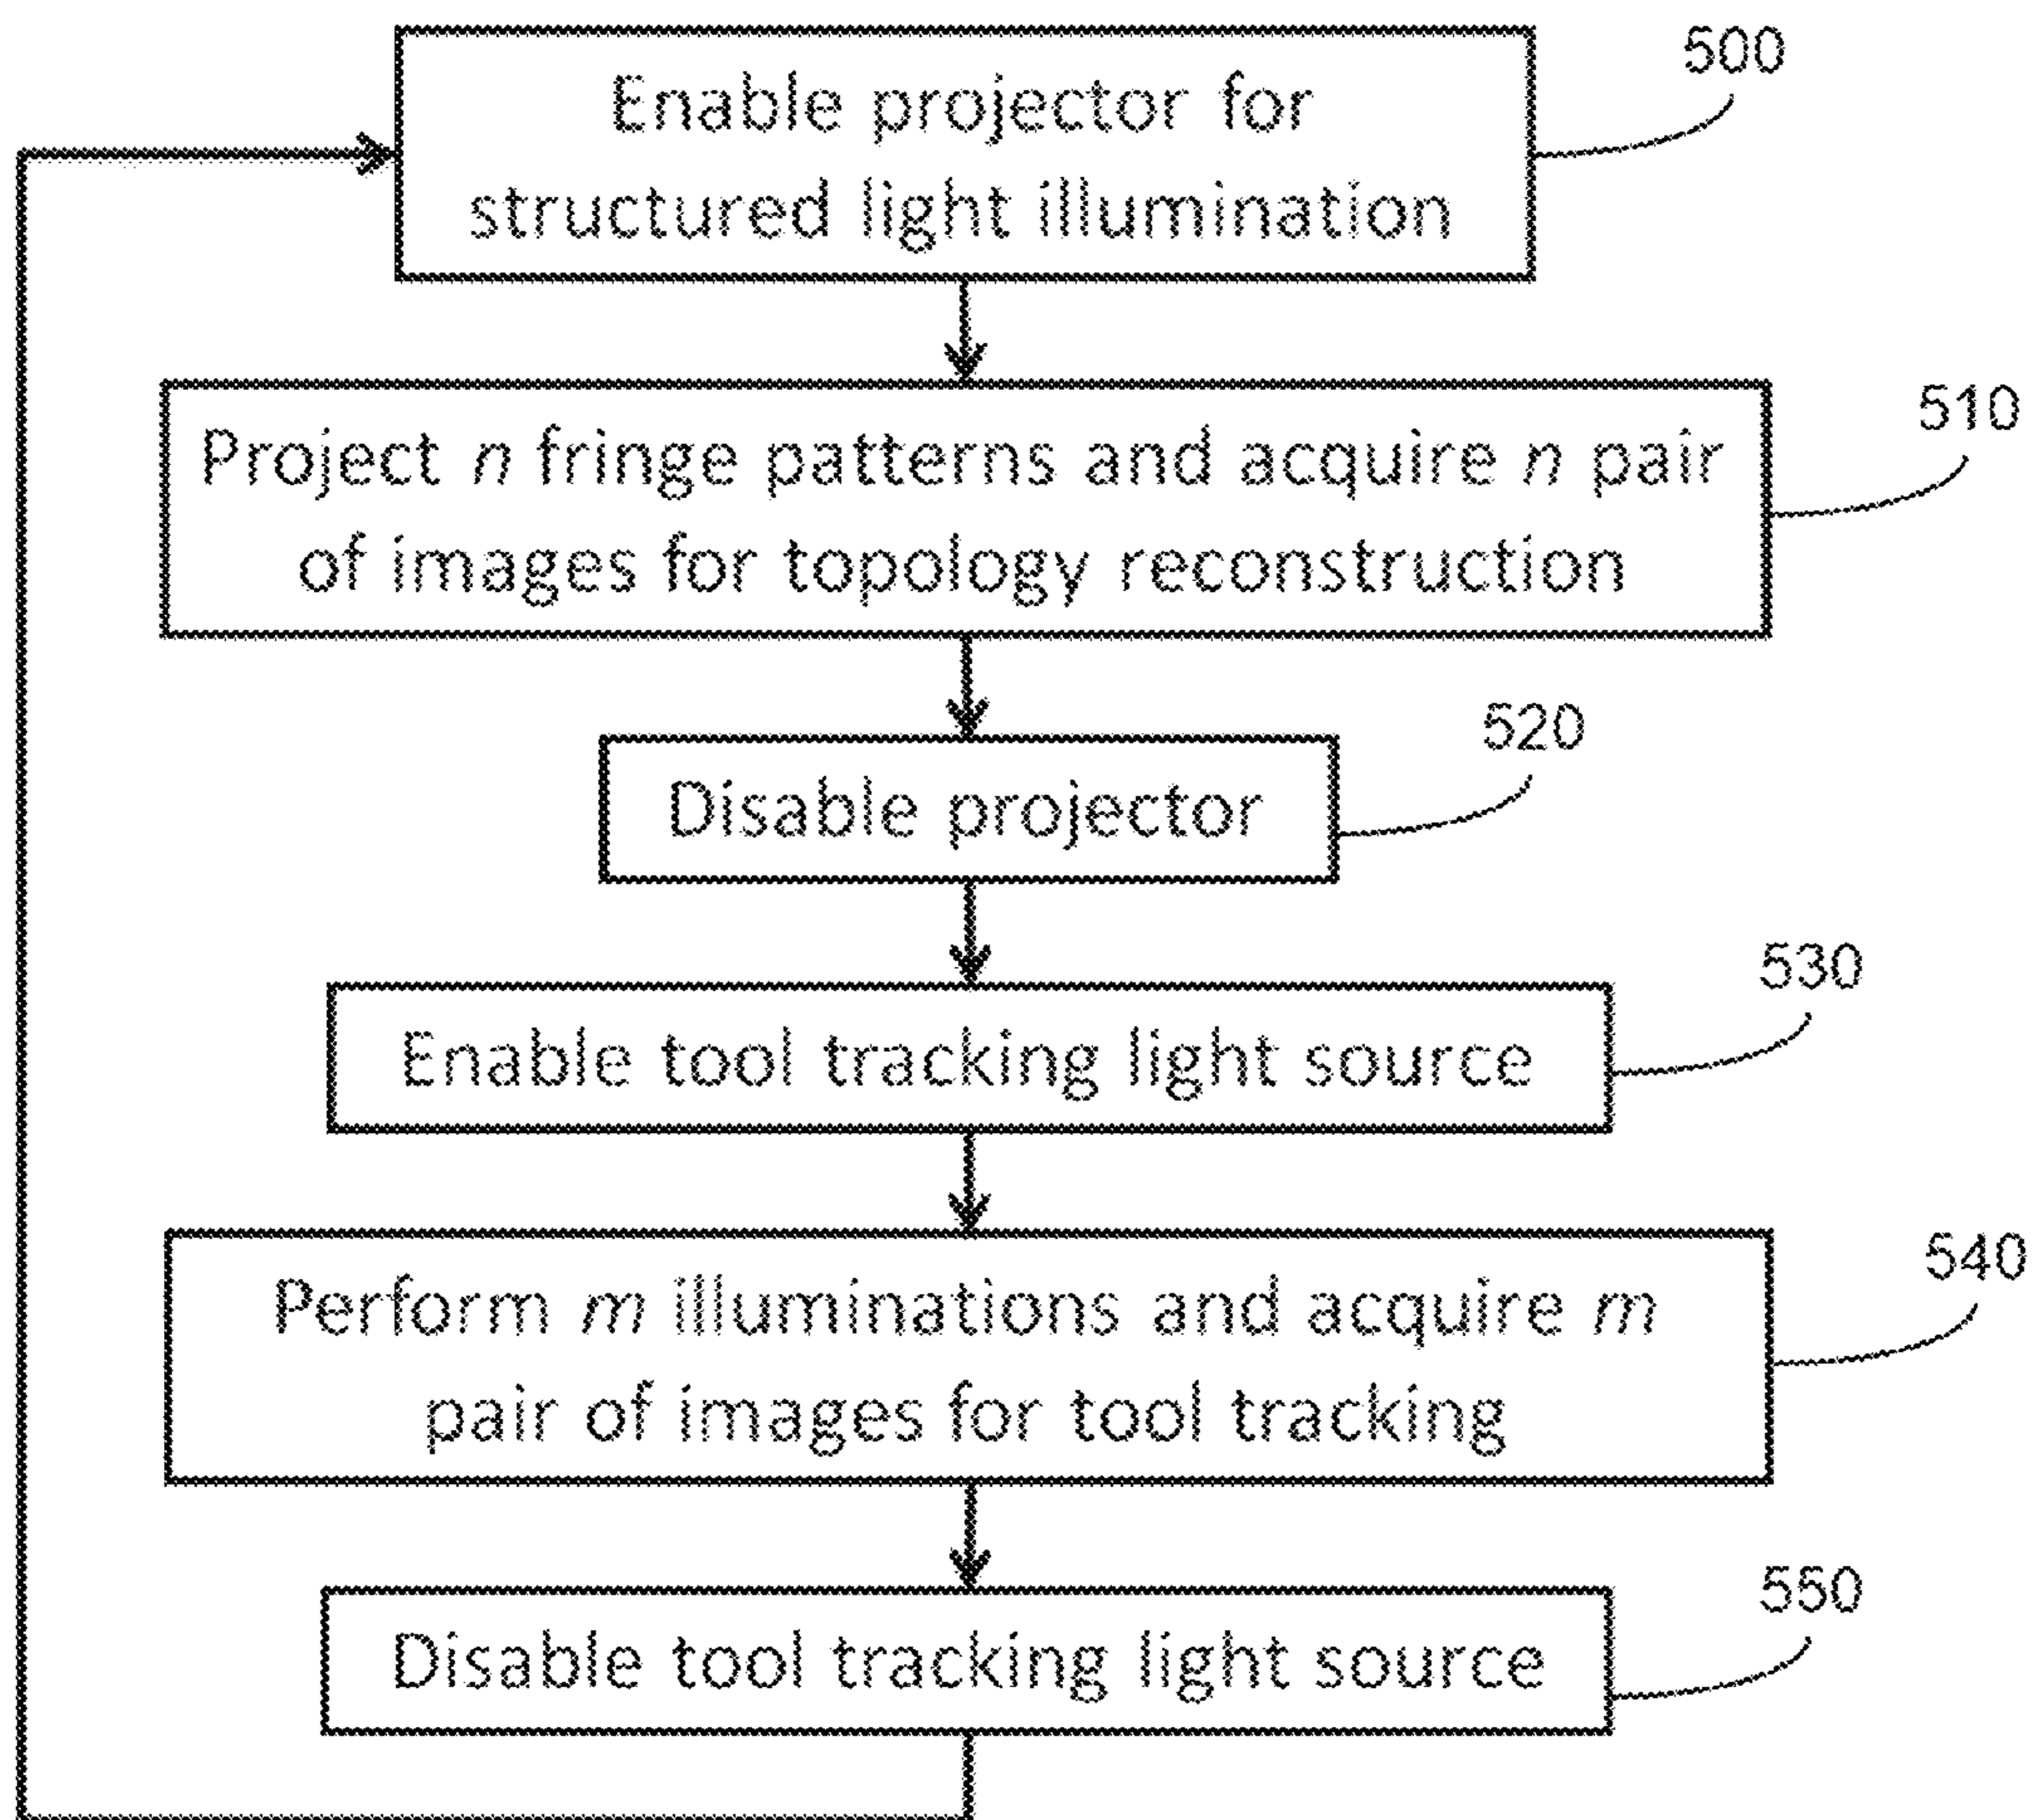 500
Enable projector for
structured light illumination
510
Project n fringe patterns and acquire n pair
of images for topology reconstruction
520
Disable projector
530
Enable tool tracking light source
540
Perform m illuminations and acquire m
pair of images for tool tracking
550
Disable tool tracking light source